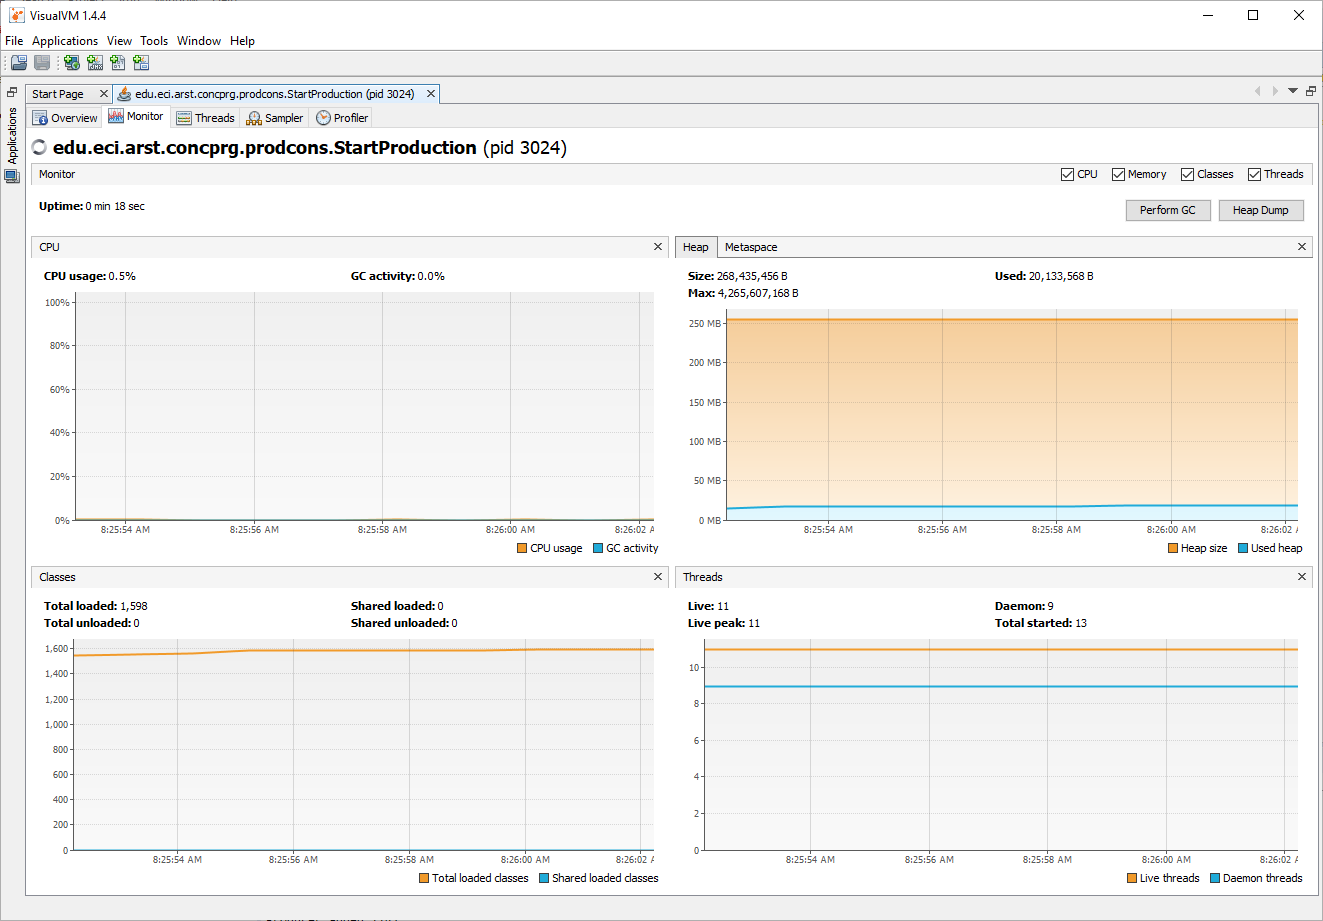 VisualVM 1.4.4
File Applications View Tools Window Help
Applications
Start Page edu.eci.arst.concprg.prodcons.StartProduction (pid 3024)
Overview Monitor Threads Sampler Profiler
edu.eci.arst.concprg.prodcons.StartProduction (pid 3024)
Monitor CPU Memory Classes Threads
Uptime: 0 min 18 sec Perform GC Heap Dump
CPU
CPU usage: 0.5% GC activity: 0.0%
100%
80%
60%
40%
20%
0%
8:25:54 AM 8:25:56 AM 8:25:58 AM 8:26:00 AM 8:26:02 A
CPU usage GC activity
Heap Metaspace
Size: 268,435,456 B Used: 20,133,568 B
Max: 4,265,607,168 B
250 MB
200 MB
150 MB
100 MB
50 MB
0 MB
8:25:54 AM 8:25:56 AM 8:25:58 AM 8:26:00 AM 8:26:02 A
Heap size Used heap
Classes
Total loaded: 1,598 Shared loaded: 0
Total unloaded: 0 Shared unloaded: 0
1,600
1,400
1,200
1,000
800
600
400
200
0
8:25:54 AM 8:25:56 AM 8:25:58 AM 8:26:00 AM 8:26:02 A
Total loaded classes Shared loaded classes
Threads
Live: 11 Daemon: 9
Live peak: 11 Total started: 13
10
8
6
4
2
0
8:25:54 AM 8:25:56 AM 8:25:58 AM 8:26:00 AM 8:26:02 A
Live threads Daemon threads